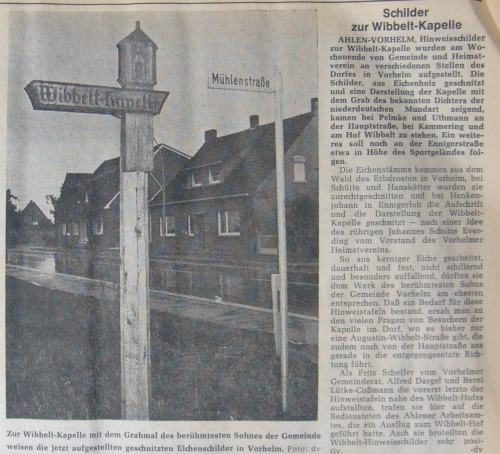 Wibbelt-Kapelle
Mühlenstraße
Zur Wibbelt-Kapelle mit dem Grabmal des berühmtesten Sohnes der Gemeinde
weisen die jetzt aufgestellten geschnitzten Eichenschilder in Vorhelm. Foto: dv
Schilder
zur Wibbelt-Kapelle
AHLEN-VORHELM. Hinweisschilder
zur Wibbelt-Kapelle wurden am Wo-
chenende von Gemeinde und Heimat-
verein an verschiedenen Stellen des
Dorfes in Vorhelm aufgestellt. Die
Schilder, aus Eichenholz geschnitzt
und eine Darstellung der Kapelle mit
dem Grab des bekannten Dichters der
niederdeutschen Mundart zeigend,
kamen bei Pelmke und Uthmann an
der Hauptstraße, bei Kammering und
am Hof Wibbelt zu stehen. Ein weite-
res soll noch an der Ennigerstraße
etwa in Höhe des Sportgeländes fol-
gen.
Die Eichenstämme kommen aus dem
Wald des Erbdrosten in Vorhelm, bei
Schütte und Hanskötter wurden sie
zurechtgeschnitten und bei Henken-
johann in Ennigerloh die Aufschrift
und die Darstellung der Wibbelt-
Kapelle geschnitzt — nach einer Idee
des rührigen Johannes Schulze Ever-
ding vom Vorstand des Vorhelmer
Heimatvereins.
So aus kerniger Eiche gearbeitet,
dauerhaft und fest, nicht schillernd
und besonders auffallend, dürften sie
dem Werk des berühmtesten Sohns
der Gemeinde Vorhelm am ehesten
entsprechen. Daß ein Bedarf für diese
Hinweistafeln bestand, ersah man an
den vielen Fragen von Besuchern der
Kapelle im Dorf, wo es bisher nur
eine Augustin-Wibbelt-Straße gibt, die
zudem noch von der Hauptstraße aus
gerade in die entgegengesetzte Rich-
tung führt.
Als Fritz Scheffer vom Vorhelmer
Gemeinderat, Alfred Dargel und Berni
Lütke-Coßmann die vorerst letzte der
Hinweistafeln nahe des Wibbelt-Hofes
aufstellten, trafen sie hier auf die
Bediensteten des Ahlener Arbeitsam-
tes, die ein Ausflug zum Wibbelt-Hof
geführt hatte. Auch sie beurteilten die
Wibbelt-Hinweisschilder sehr posi-
tiv. -dv